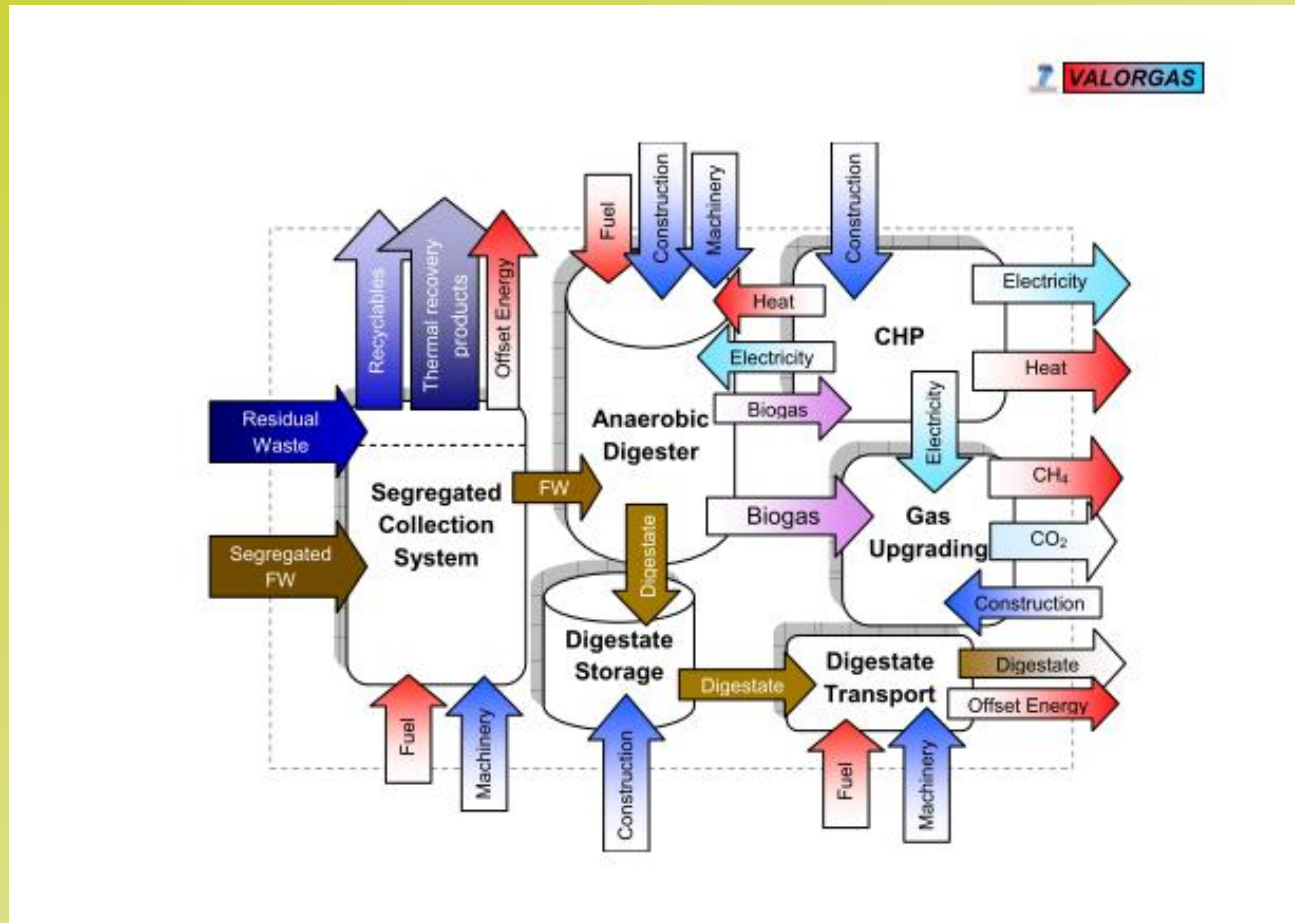 7 VALORGAS
Fuel
Construction
Machinery
Construction
Recyclables
Thermal recovery
products
Offset Energy
Heat
CHP
Electricity
Electricity
Heat
Biogas
Residual
Waste
Anaerobic
Digester
Electricity
Segregated
Collection
System
FW
Biogas
Gas
Upgrading
CH₄
CO₂
Segregated
FW
Digestate
Construction
Digestate
Storage
Digestate
Digestate
Transport
Digestate
Offset Energy
Fuel
Machinery
Construction
Fuel
Machinery